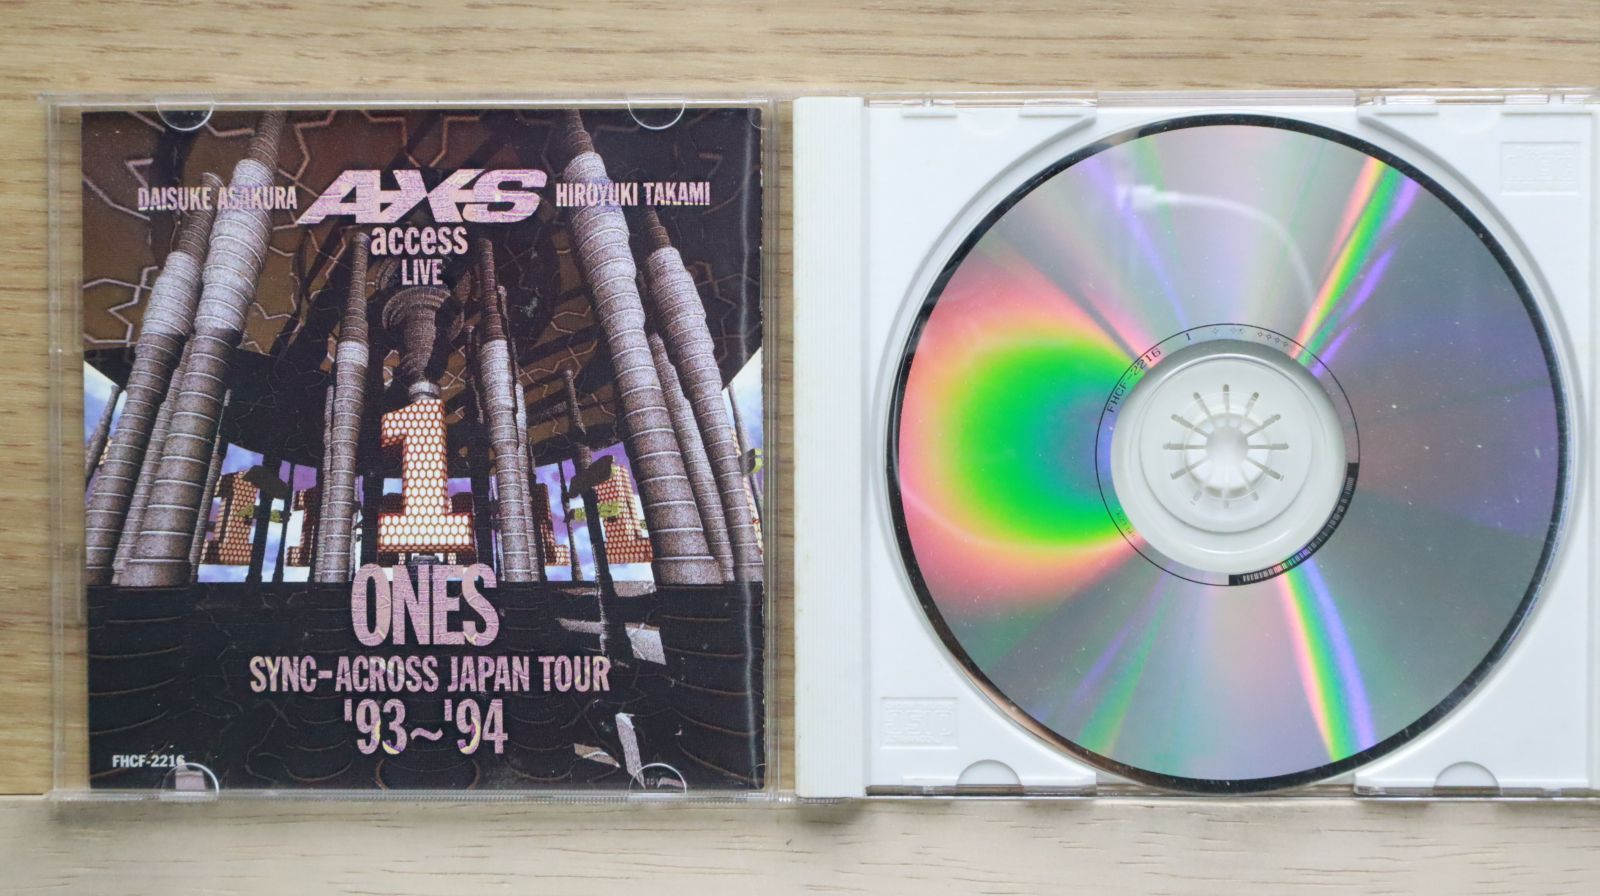 DAISUKE ASAKURA AXS HIROYUKI TAKAMI
access
LIVE
1
ONES
SYNC-ACROSS JAPAN TOUR
'93~'94
FHCF-2216
FHCF-2216 1